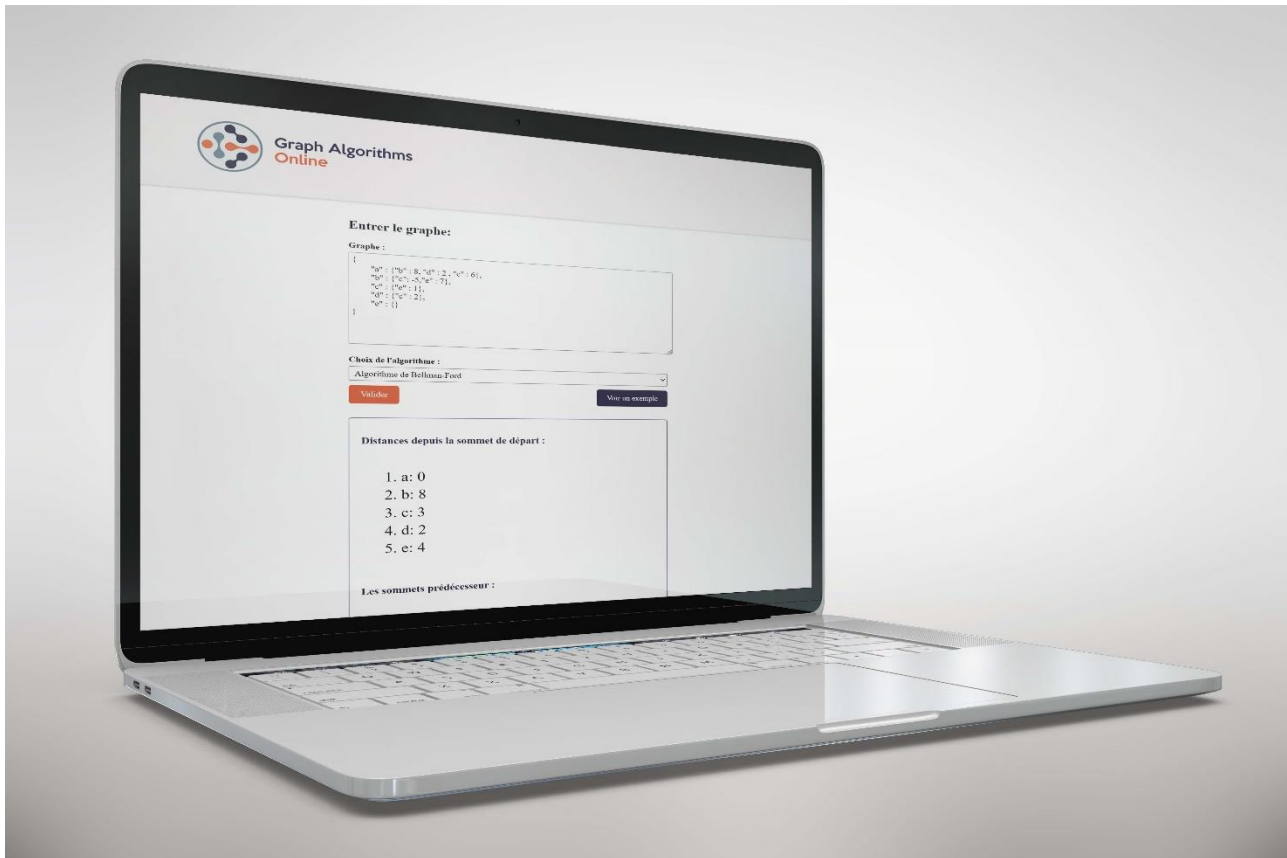 Graph Algorithms
Online
Entrer le graphe:
Graphe :
{
"a" : {"b" : 8, "d" : 2 , "c" : 6},
"b" : {"c": -5,"e" : 7},
"c" : {"e" : 1},
"d" : {"c" : 2},
"e" : {}
}
Choix de l'algorithme :
Algorithme de Bellman-Ford
Valider
Voir un exemple
Distances depuis la sommet de départ :
1. a: 0
2. b: 8
3. c: 3
4. d: 2
5. e: 4
Les sommets prédécesseur :